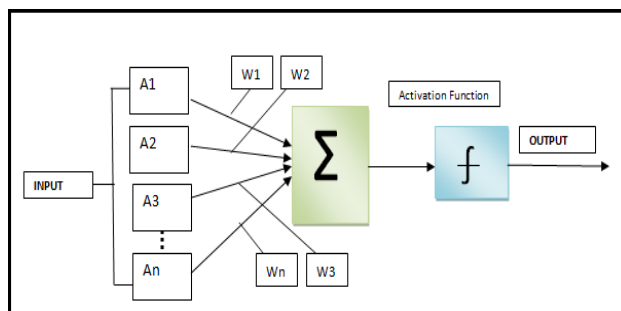 W1
W2
A1
Activation Function
A2
Σ
ʄ
OUTPUT
INPUT
A3
An
Wn
W3